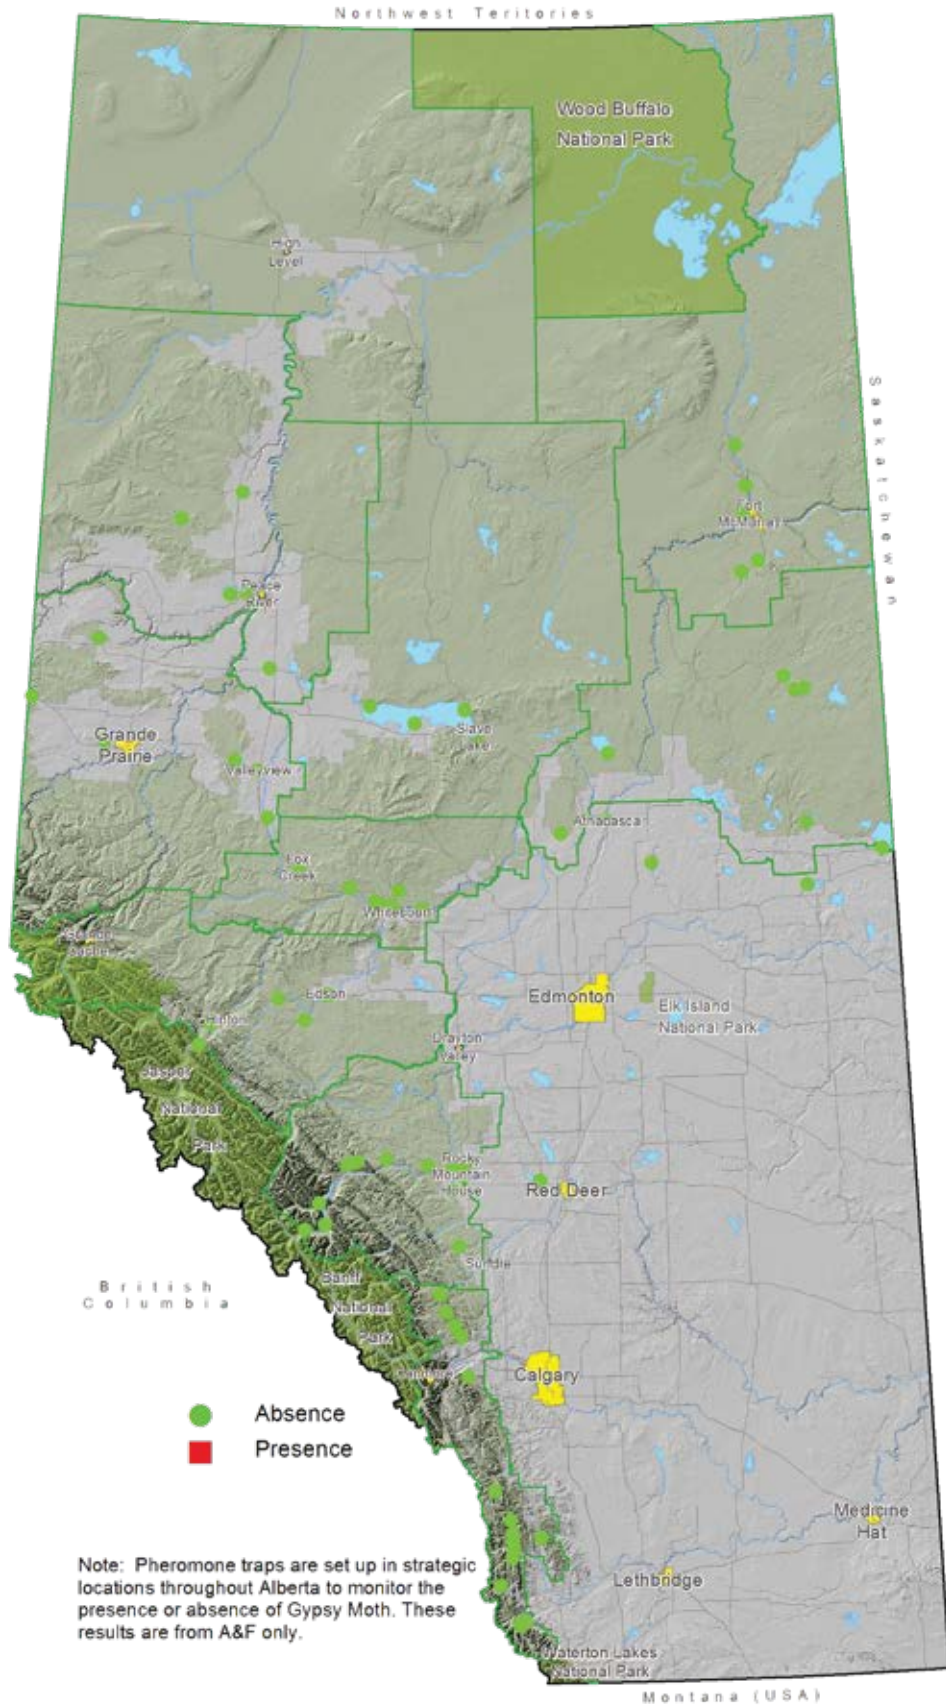 Northwest Teritories
Wood Buffalo
National Park
High
Level
Saskatchewan
Fort
McMurray
Peace
River
Grande
Prairie
Slave
Lake
Valleyview
Athabasca
Fox
Creek
Whitecourt
Grande
Cache
Edson
Edmonton
Elk Island
National Park
Hinton
Drayton
Valley
Jasper
National
Park
Rocky
Mountain
House
Red Deer
Sundre
British
Columbia
Banff
National
Park
Canmore
Calgary
Absence
Presence
Medicine
Hat
Note: Pheromone traps are set up in strategic
locations throughout Alberta to monitor the
presence or absence of Gypsy Moth. These
results are from A&F only.
Lethbridge
Waterton Lakes
National Park
Montana (USA)